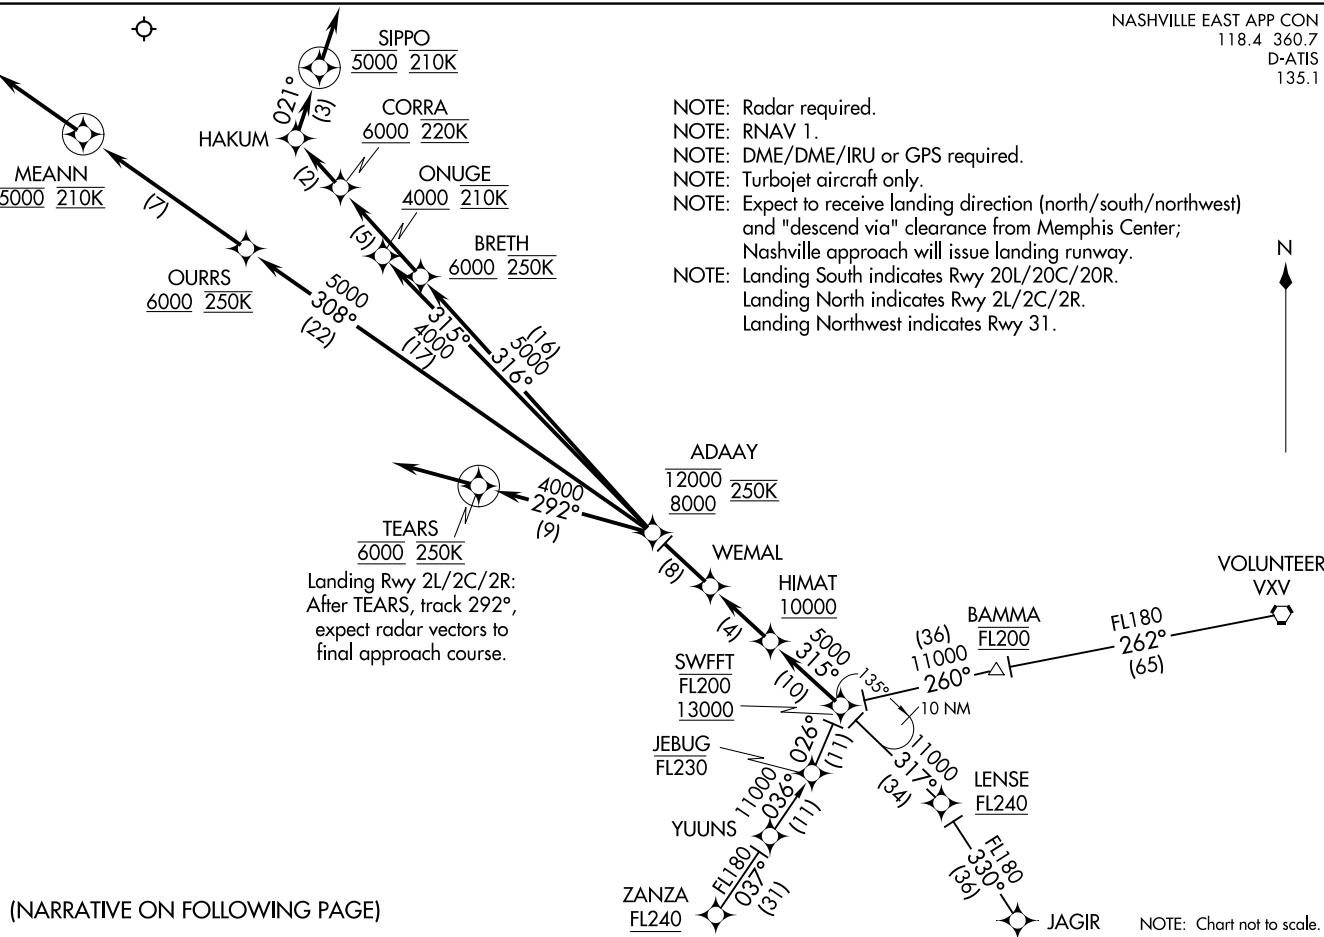 NASHVILLE EAST APP CON
118.4 360.7
D-ATIS
135.1
SIPPO
5000 210K
021°
(3)
HAKUM
CORRA
6000 220K
(2)
MEANN
5000 210K
(7)
ONUGE
4000 210K
(5)
BRETH
6000 250K
OURRS
6000 250K
5000
308°
(22)
315°
4000
(17)
(16)
5000
316°
NOTE: Radar required.
NOTE: RNAV 1.
NOTE: DME/DME/IRU or GPS required.
NOTE: Turbojet aircraft only.
NOTE: Expect to receive landing direction (north/south/northwest)
and "descend via" clearance from Memphis Center;
Nashville approach will issue landing runway.
NOTE: Landing South indicates Rwy 20L/20C/20R.
Landing North indicates Rwy 2L/2C/2R.
Landing Northwest indicates Rwy 31.
N
ADAAY
12000
8000 250K
4000
292°
(9)
TEARS
6000 250K
Landing Rwy 2L/2C/2R:
After TEARS, track 292°,
expect radar vectors to
final approach course.
(8)
WEMAL
(4)
HIMAT
10000
5000
315°
(10)
SWFFT
FL200
13000
135°
10 NM
BAMMA
FL200
(36)
11000
260°
VOLUNTEER
VXV
FL180
262°
(65)
JEBUG
FL230
026°
(11)
11000
036°
(11)
YUUNS
FL180
037°
(31)
ZANZA
FL240
11000
317°
(34)
LENSE
FL240
FL180
330°
(36)
JAGIR
NOTE: Chart not to scale.
(NARRATIVE ON FOLLOWING PAGE)